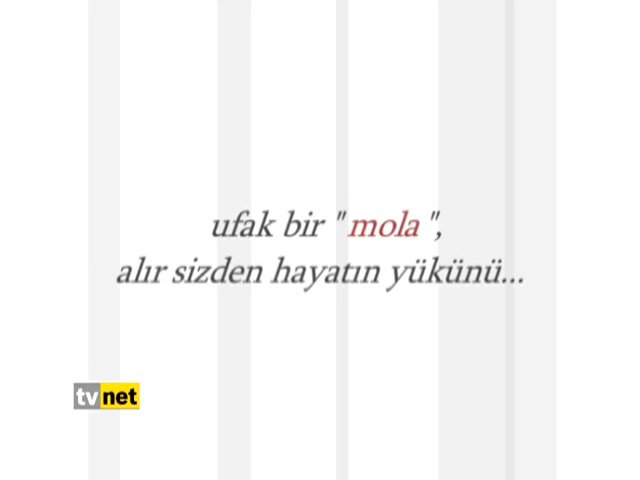 ufak bir " mola ",
alır sizden hayatın yükünü...
tvnet